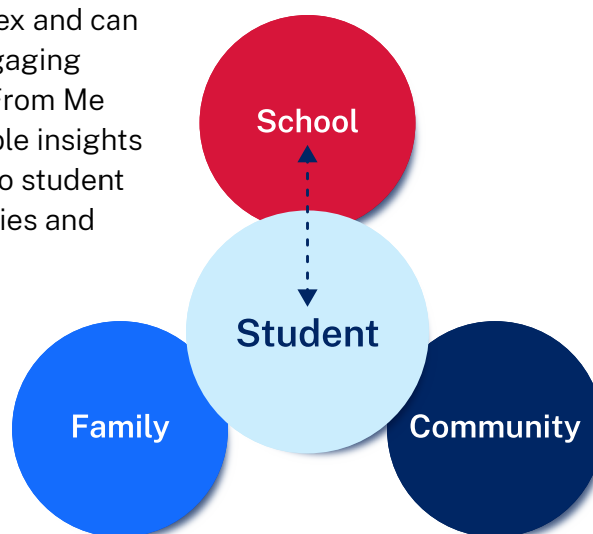 ex and can
gaging
From Me
ble insights
o student
ies and
School
Student
Family
Community